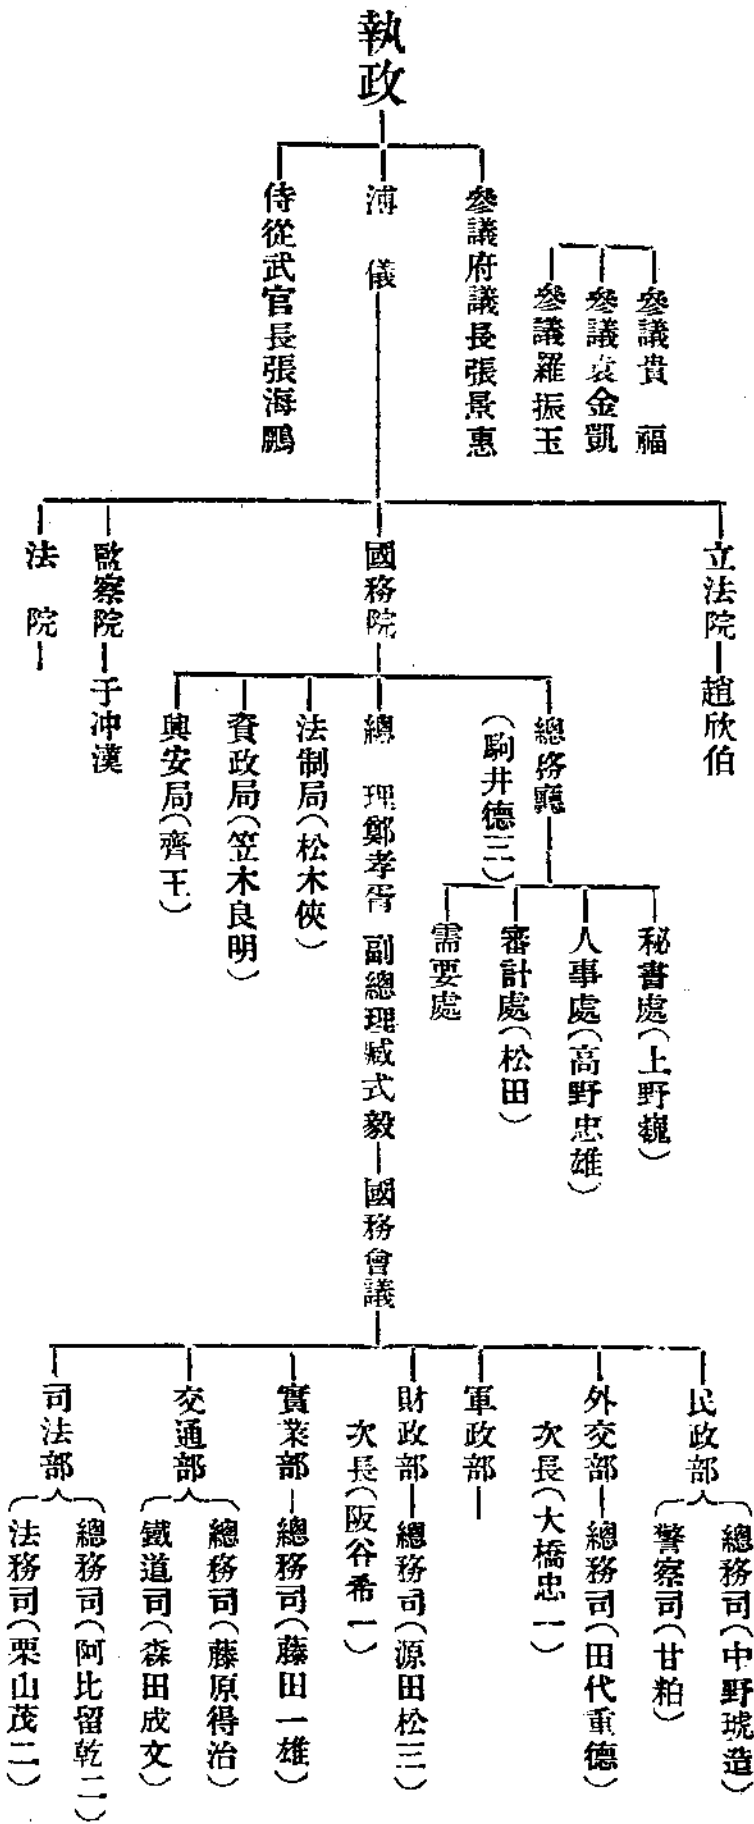 執政
參議府議長張景惠
溥儀
侍從武官長張海鵬
參議貴福
參議袁金凱
參議羅振玉
立法院
趙欣伯
國務院
監察院
于冲漢
法院
總務廳
(駒井德三)
總理鄭孝胥 副總理臧式毅
法制局(松木俠)
資政局(笠木良明)
興安局(齊王)
秘書處(上野巍)
人事處(高野忠雄)
審計處(松田)
需要處
國務會議
民政部
總務司(中野琥造)
警察司(甘粕)
外交部
總務司(田代重德)
次長(大橋忠一)
軍政部
財政部
總務司(源田松三)
次長(阪谷希一)
實業部
總務司(藤田一雄)
交通部
總務司(藤原得治)
鐵道司(森田成文)
司法部
總務司(阿比留乾二)
法務司(栗山茂二)